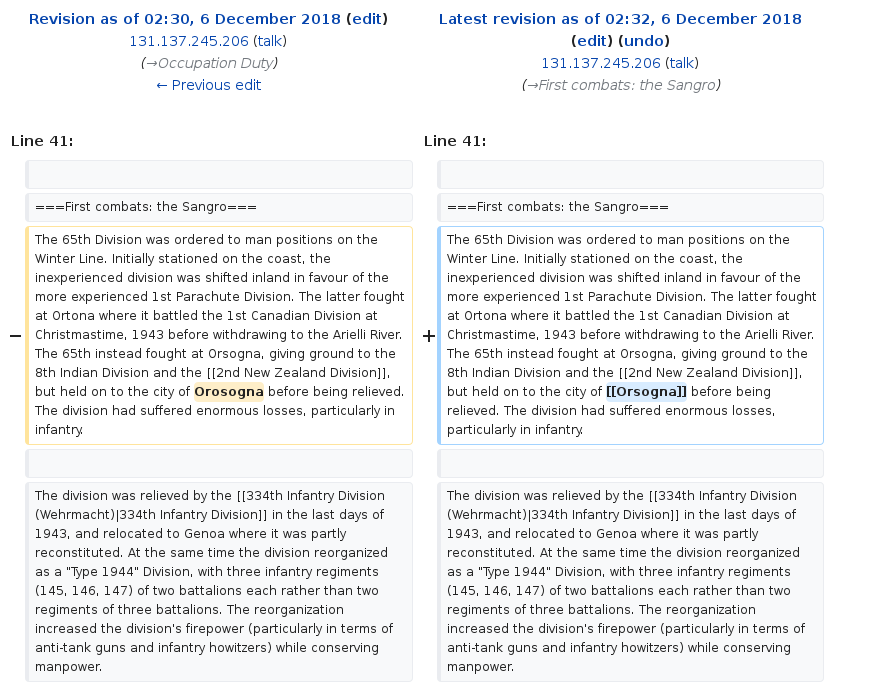 Revision as of 02:30, 6 December 2018 (edit)
131.137.245.206 (talk)
(→Occupation Duty)
← Previous edit
Latest revision as of 02:32, 6 December 2018
(edit) (undo)
131.137.245.206 (talk)
(→First combats: the Sangro)
Line 41:
Line 41:
===First combats: the Sangro===
===First combats: the Sangro===
−
The 65th Division was ordered to man positions on the
Winter Line. Initially stationed on the coast, the
inexperienced division was shifted inland in favour of the
more experienced 1st Parachute Division. The latter fought
at Ortona where it battled the 1st Canadian Division at
Christmastime, 1943 before withdrawing to the Arielli River.
The 65th instead fought at Orsogna, giving ground to the
8th Indian Division and the [[2nd New Zealand Division]],
but held on to the city of Orosogna before being relieved.
The division had suffered enormous losses, particularly in
infantry.
+
The 65th Division was ordered to man positions on the
Winter Line. Initially stationed on the coast, the
inexperienced division was shifted inland in favour of the
more experienced 1st Parachute Division. The latter fought
at Ortona where it battled the 1st Canadian Division at
Christmastime, 1943 before withdrawing to the Arielli River.
The 65th instead fought at Orsogna, giving ground to the
8th Indian Division and the [[2nd New Zealand Division]],
but held on to the city of [[Orsogna]] before being
relieved. The division had suffered enormous losses,
particularly in infantry.
The division was relieved by the [[334th Infantry Division
(Wehrmacht)|334th Infantry Division]] in the last days of
1943, and relocated to Genoa where it was partly
reconstituted. At the same time the division reorganized
as a "Type 1944" Division, with three infantry regiments
(145, 146, 147) of two battalions each rather than two
regiments of three battalions. The reorganization
increased the division's firepower (particularly in terms of
anti-tank guns and infantry howitzers) while conserving
manpower.
The division was relieved by the [[334th Infantry Division
(Wehrmacht)|334th Infantry Division]] in the last days of
1943, and relocated to Genoa where it was partly
reconstituted. At the same time the division reorganized
as a "Type 1944" Division, with three infantry regiments
(145, 146, 147) of two battalions each rather than two
regiments of three battalions. The reorganization
increased the division's firepower (particularly in terms of
anti-tank guns and infantry howitzers) while conserving
manpower.